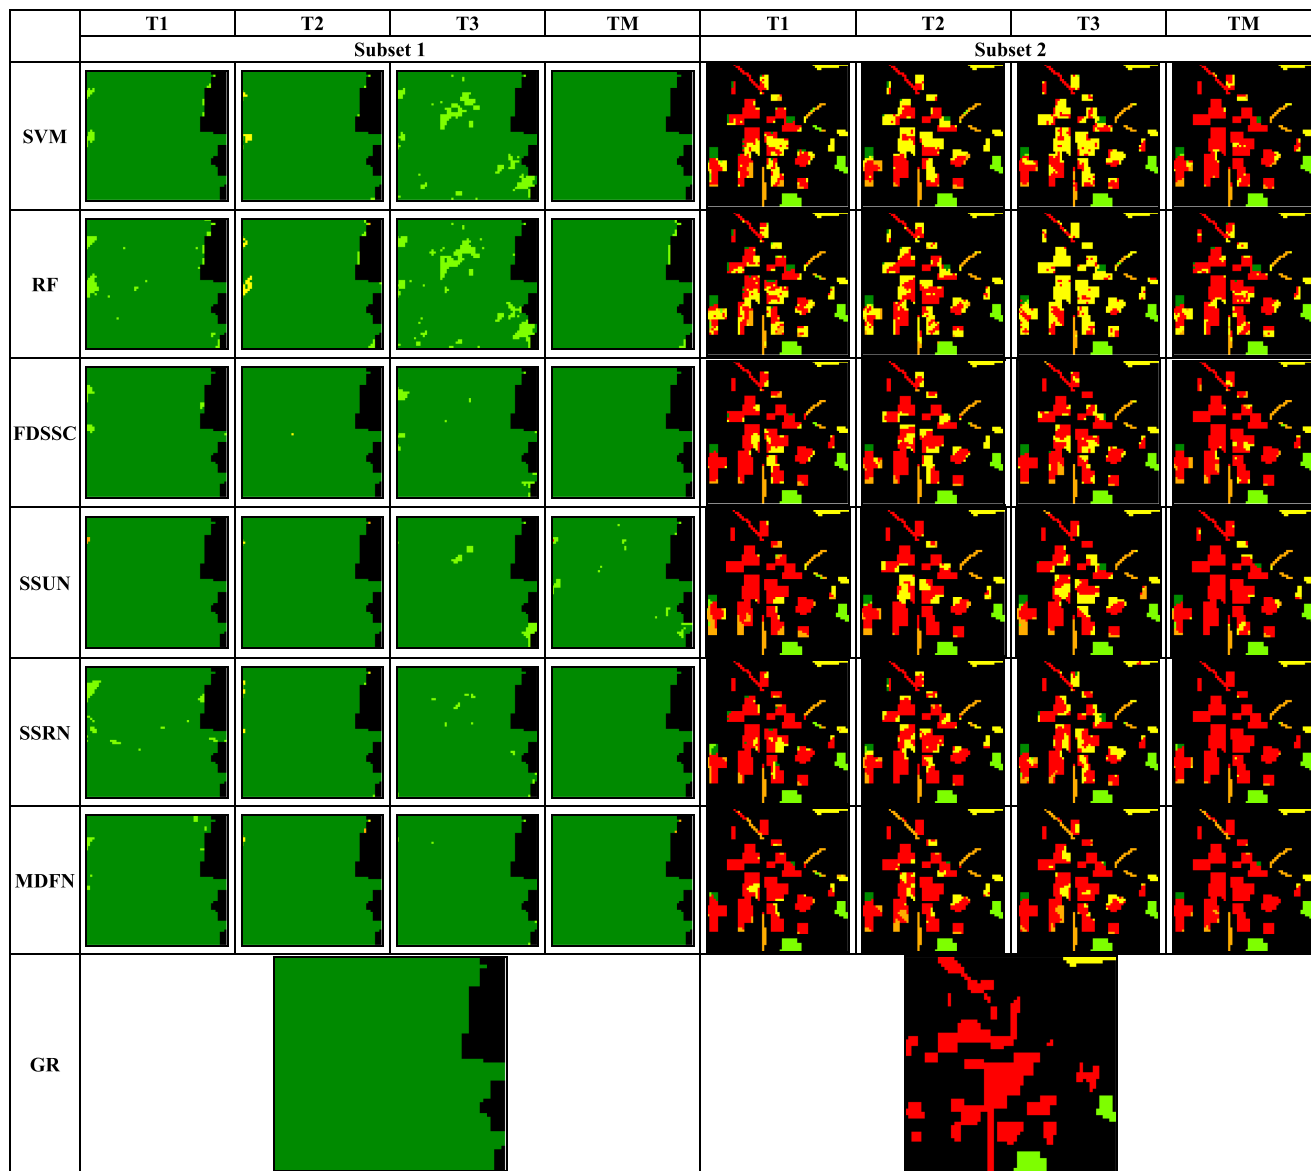 T1 T2 T3 TM T1 T2 T3 TM
Subset 1 Subset 2
SVM
RF
FDSSC
SSUN
SSRN
MDFN
GR